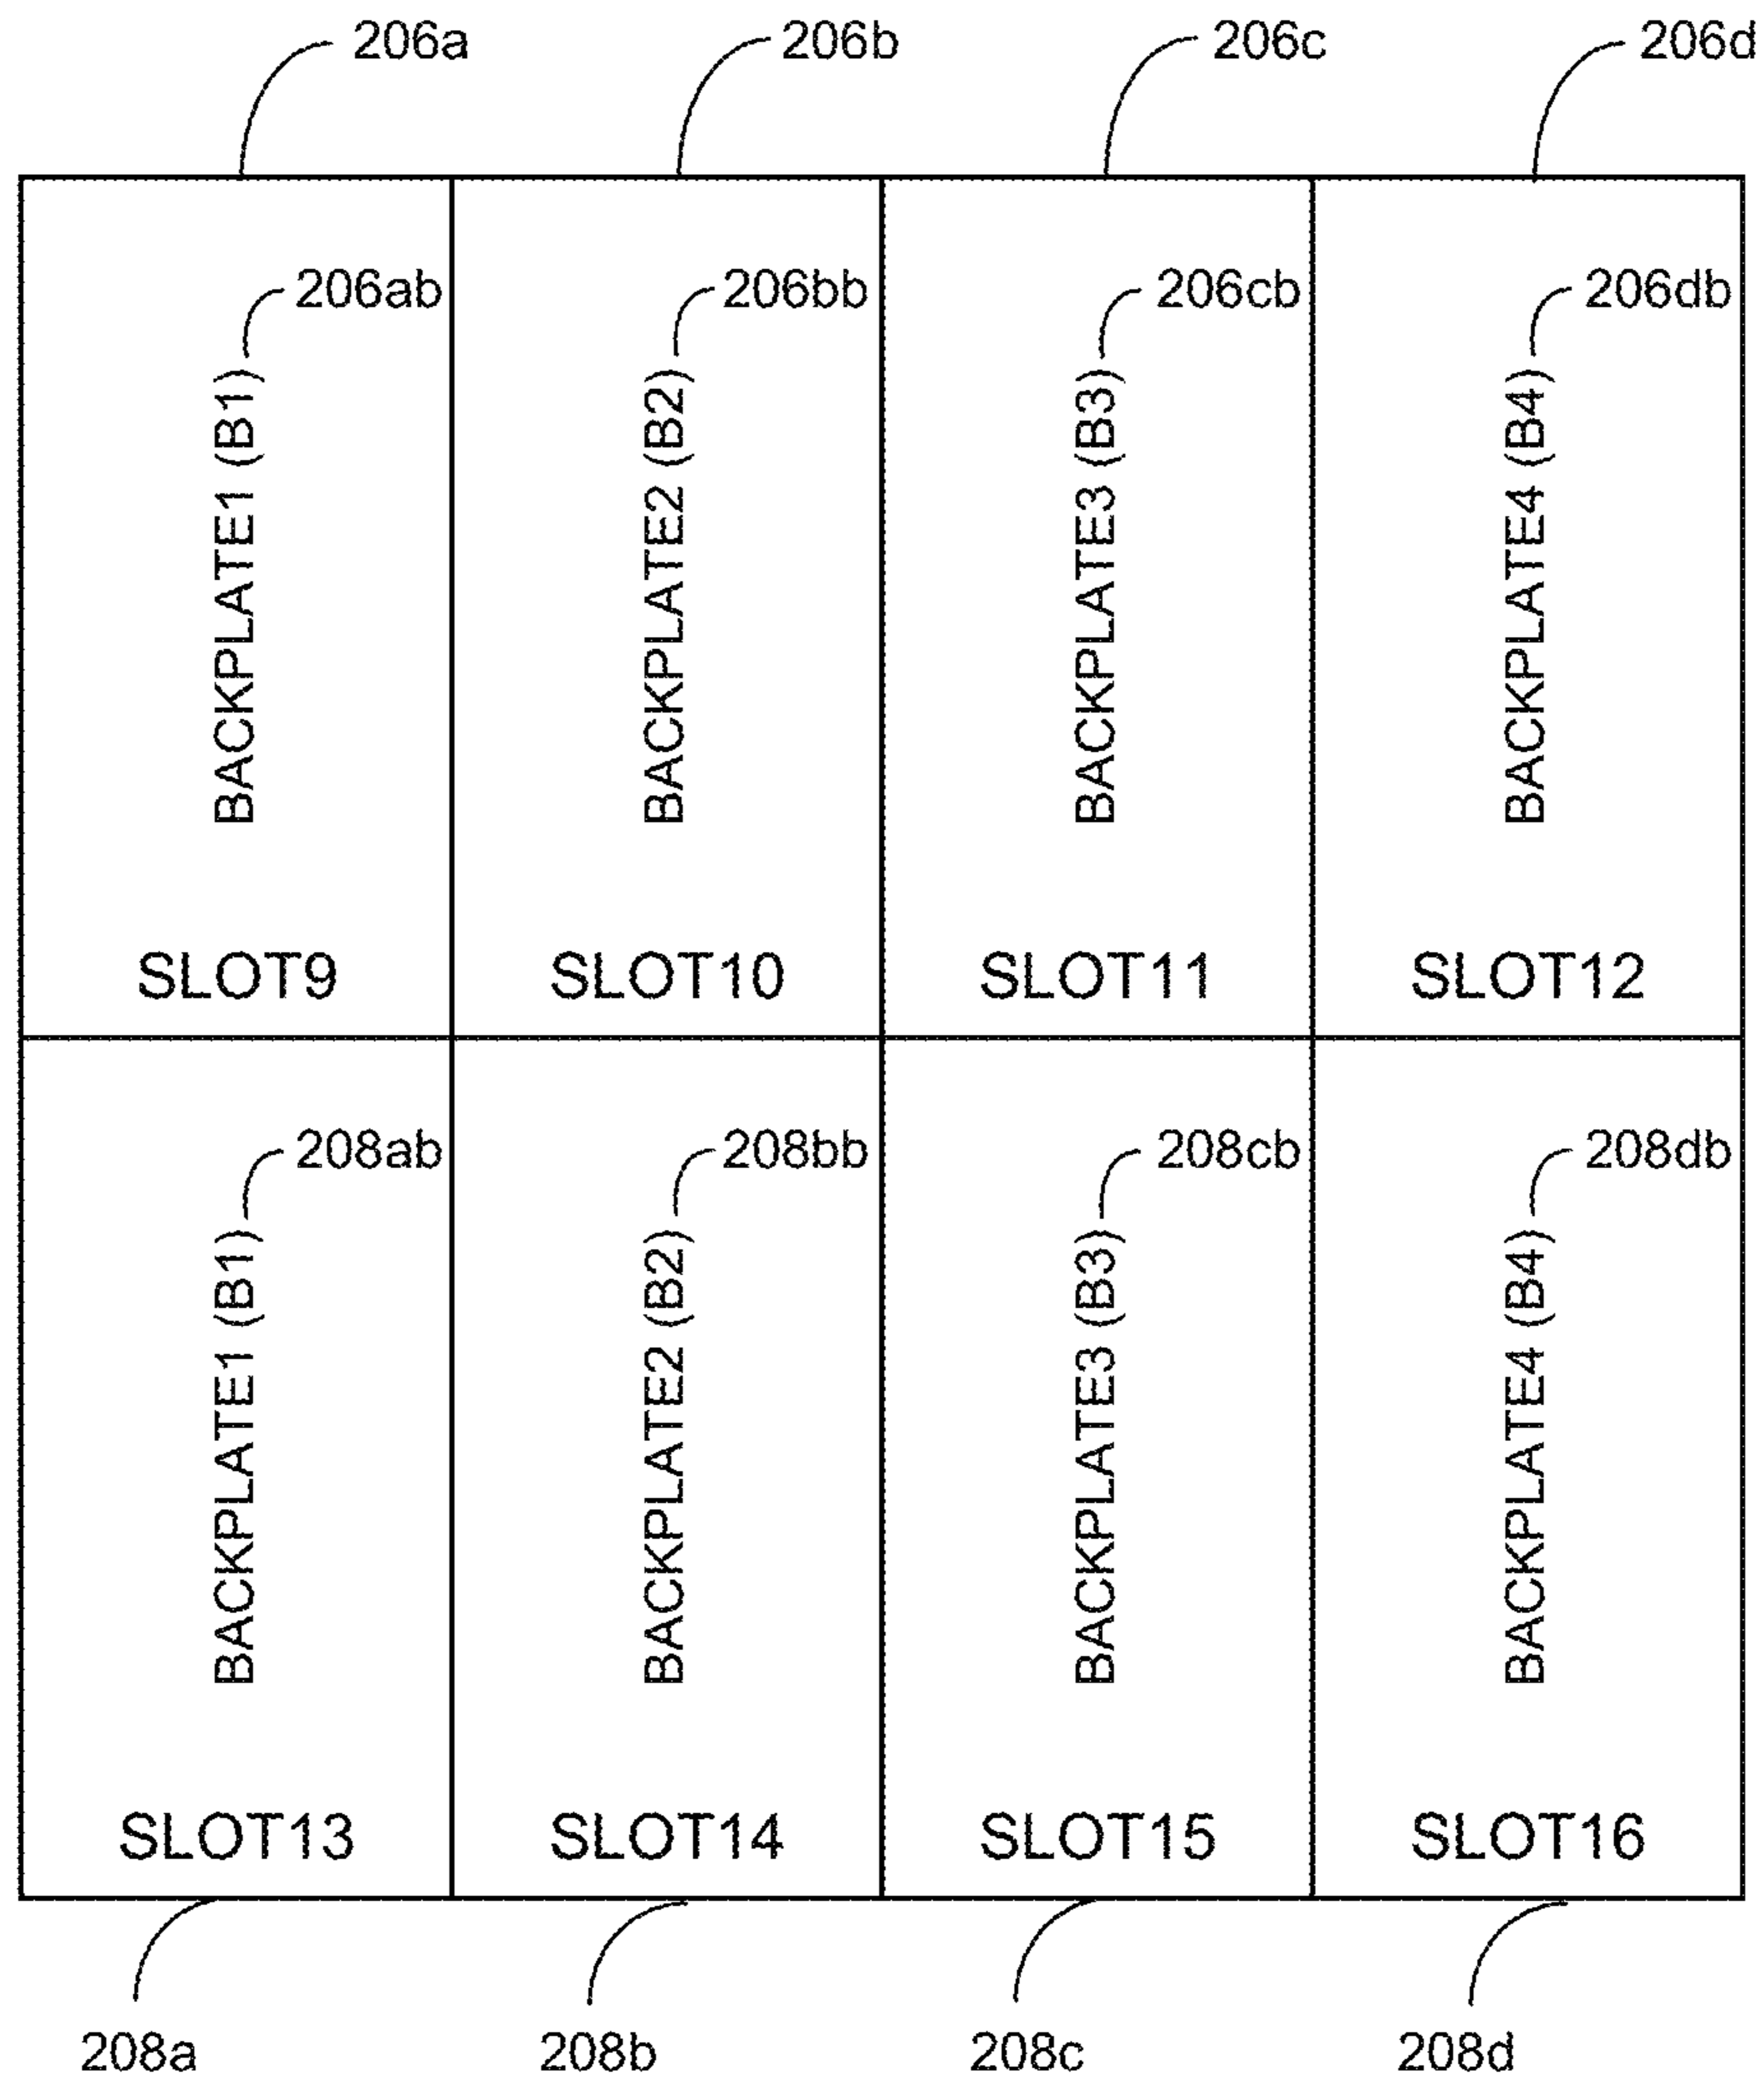 206a 206b 206c 206d
206ab 206bb 206cb 206db
BACKPLATE1 (B1) BACKPLATE2 (B2) BACKPLATE3 (B3) BACKPLATE4 (B4)
SLOT9 SLOT10 SLOT11 SLOT12
208ab 208bb 208cb 208db
BACKPLATE1 (B1) BACKPLATE2 (B2) BACKPLATE3 (B3) BACKPLATE4 (B4)
SLOT13 SLOT14 SLOT15 SLOT16
208a 208b 208c 208d